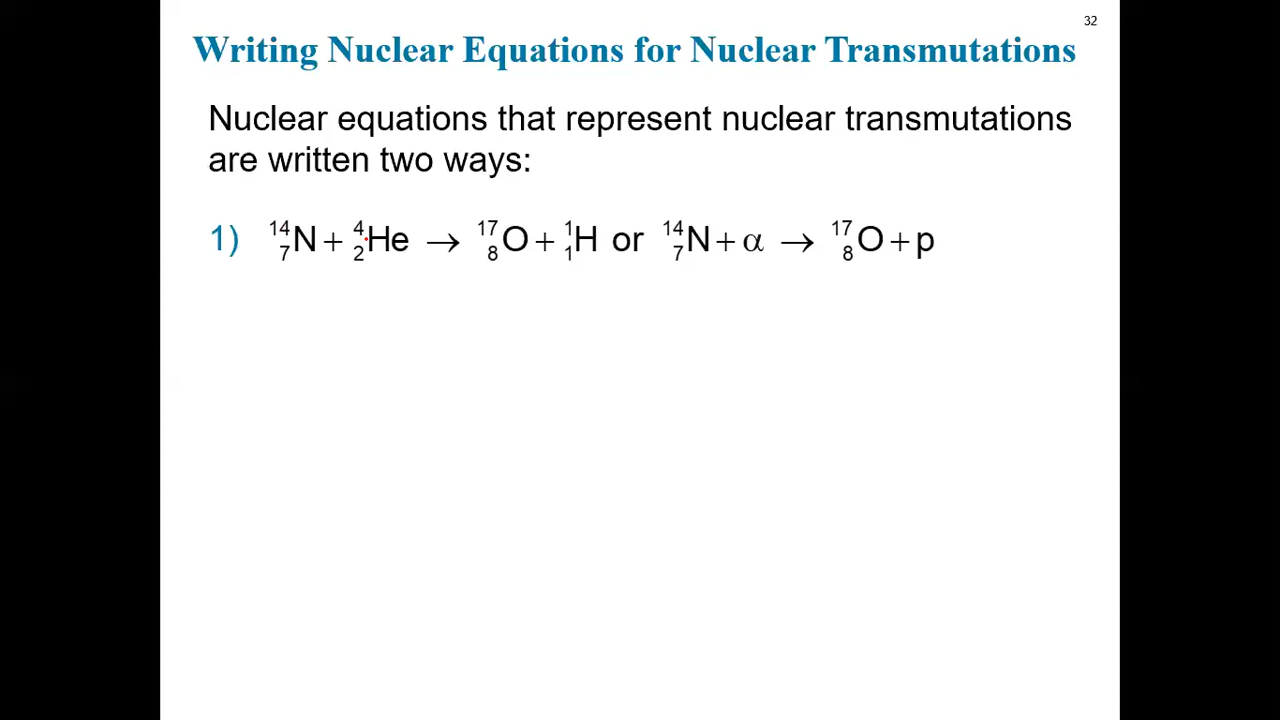 32
Writing Nuclear Equations for Nuclear Transmutations
Nuclear equations that represent nuclear transmutations
are written two ways:
1) ¹⁴₇N + ⁴₂He → ¹⁷₈O + ¹₁H or ¹⁴₇N + α → ¹⁷₈O + p